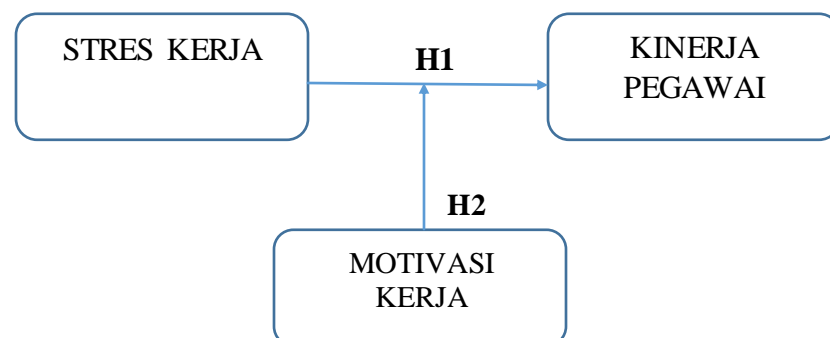 STRES KERJA
H1
KINERJA
PEGAWAI
H2
MOTIVASI
KERJA